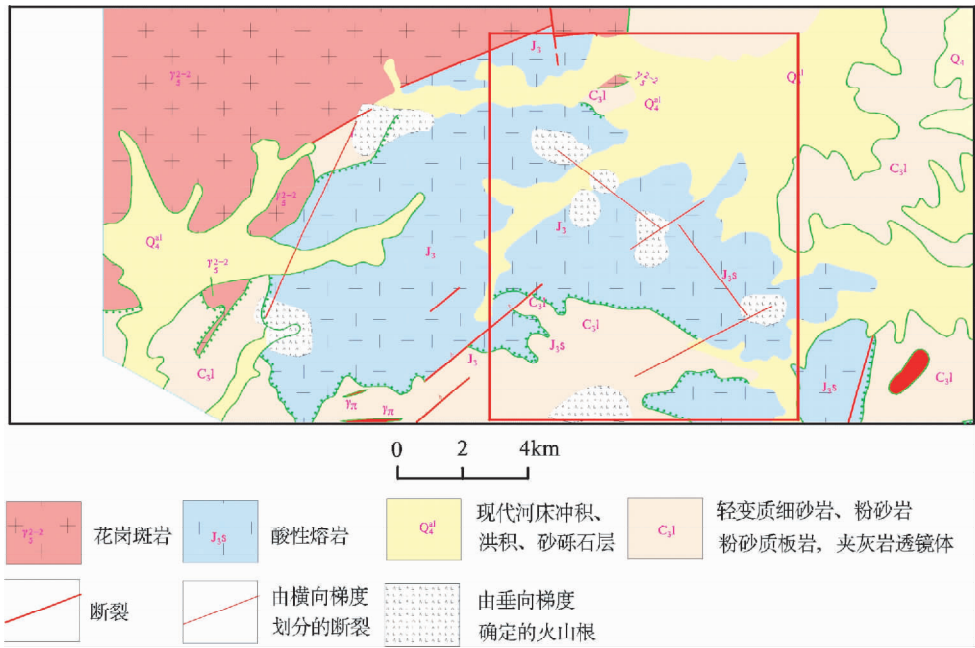 J₃
Q₄
γ₅²⁻²
γ₅²⁻²
C₃l
Q₄ᵃˡ
C₃l
γ₅²⁻²
Q₄ᵃˡ
J₃
J₃
γ₅²⁻²
J₃s
C₃l
C₃l
J₃s
C₃l
J₃
J₃s
C₃l
γπ
γπ
0 2 4km
γ₅²⁻² 花岗斑岩
J₃s 酸性熔岩
Q₄ᵃˡ 现代河床冲积、
洪积、砂砾石层
C₃l 轻变质细砂岩、粉砂岩
粉砂质板岩，夹灰岩透镜体
断裂
由横向梯度
划分的断裂
由垂向梯度
确定的火山根